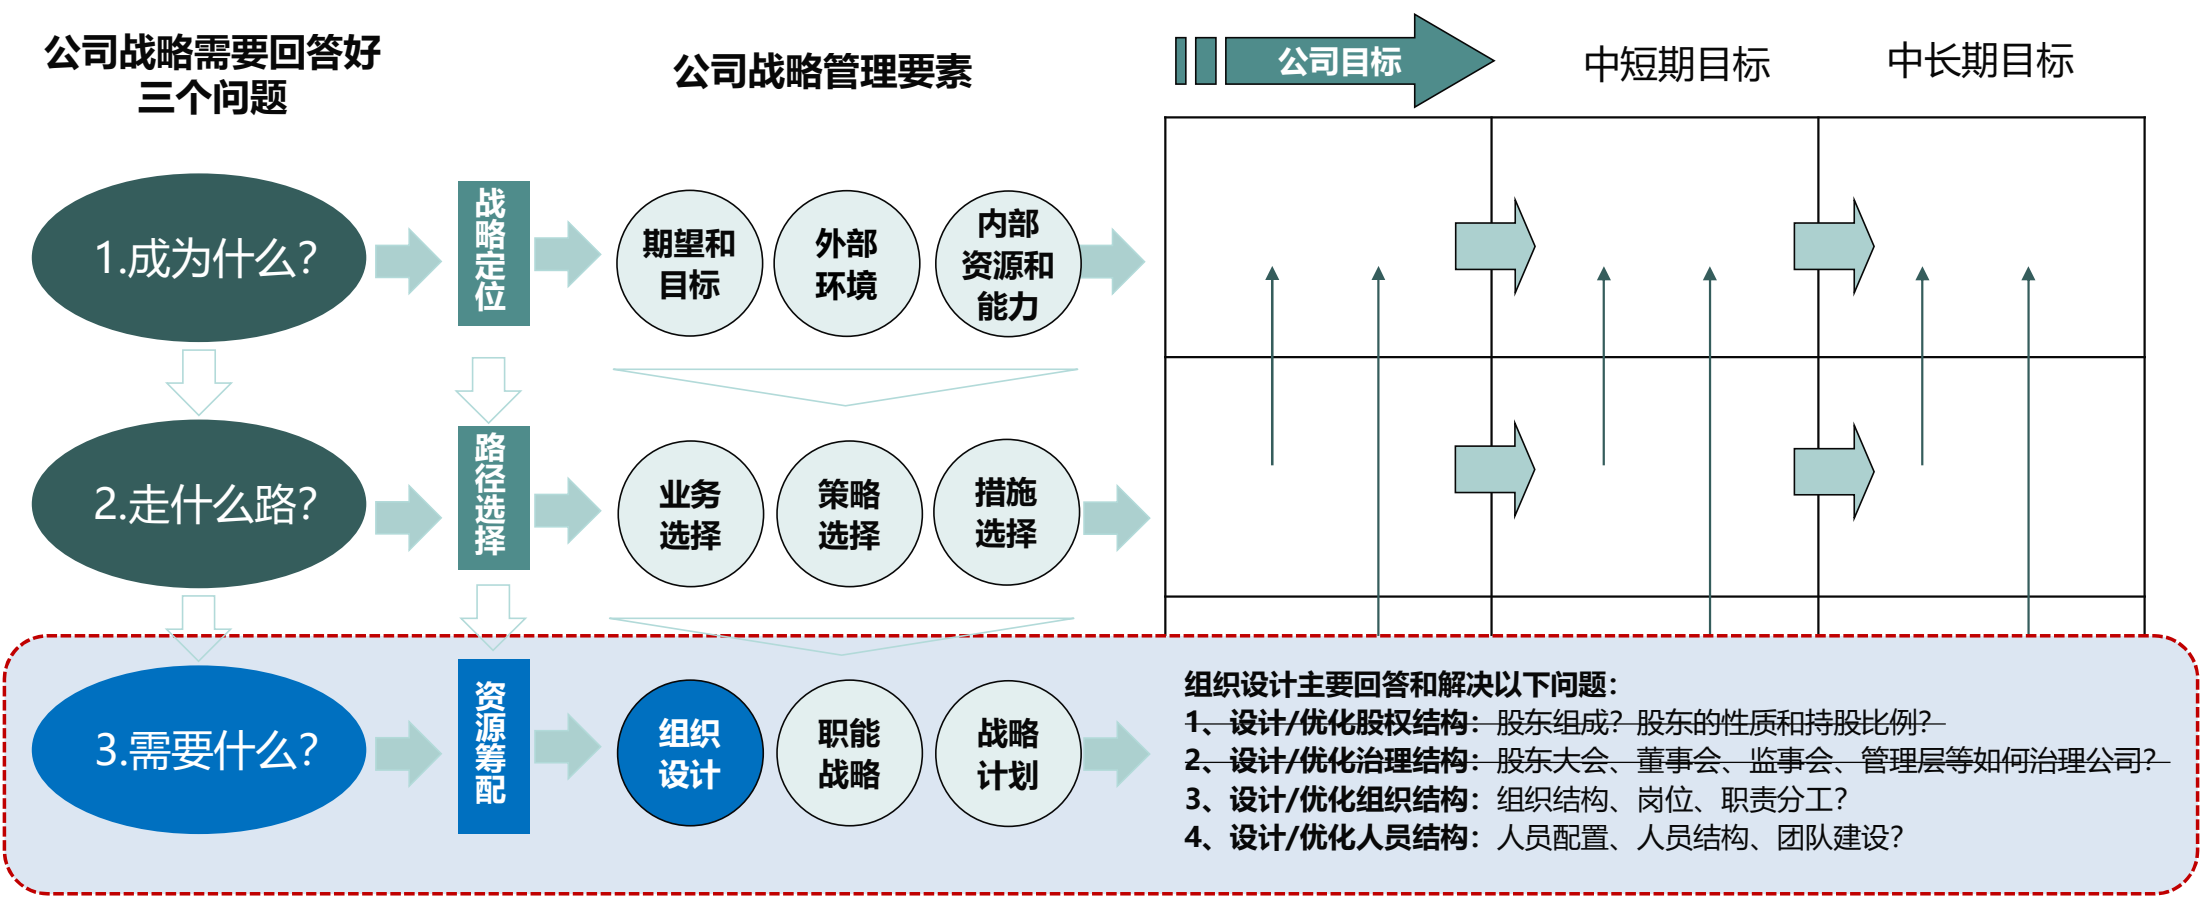 公司战略需要回答好
三个问题
公司战略管理要素
公司目标
中短期目标
中长期目标
1.成为什么？
战略定位
期望和
目标
外部
环境
内部
资源和
能力
2.走什么路？
路径选择
业务
选择
策略
选择
措施
选择
3.需要什么？
资源筹配
组织
设计
职能
战略
战略
计划
组织设计主要回答和解决以下问题：
1、设计/优化股权结构：股东组成？股东的性质和持股比例？
2、设计/优化治理结构：股东大会、董事会、监事会、管理层等如何治理公司？
3、设计/优化组织结构：组织结构、岗位、职责分工？
4、设计/优化人员结构：人员配置、人员结构、团队建设？